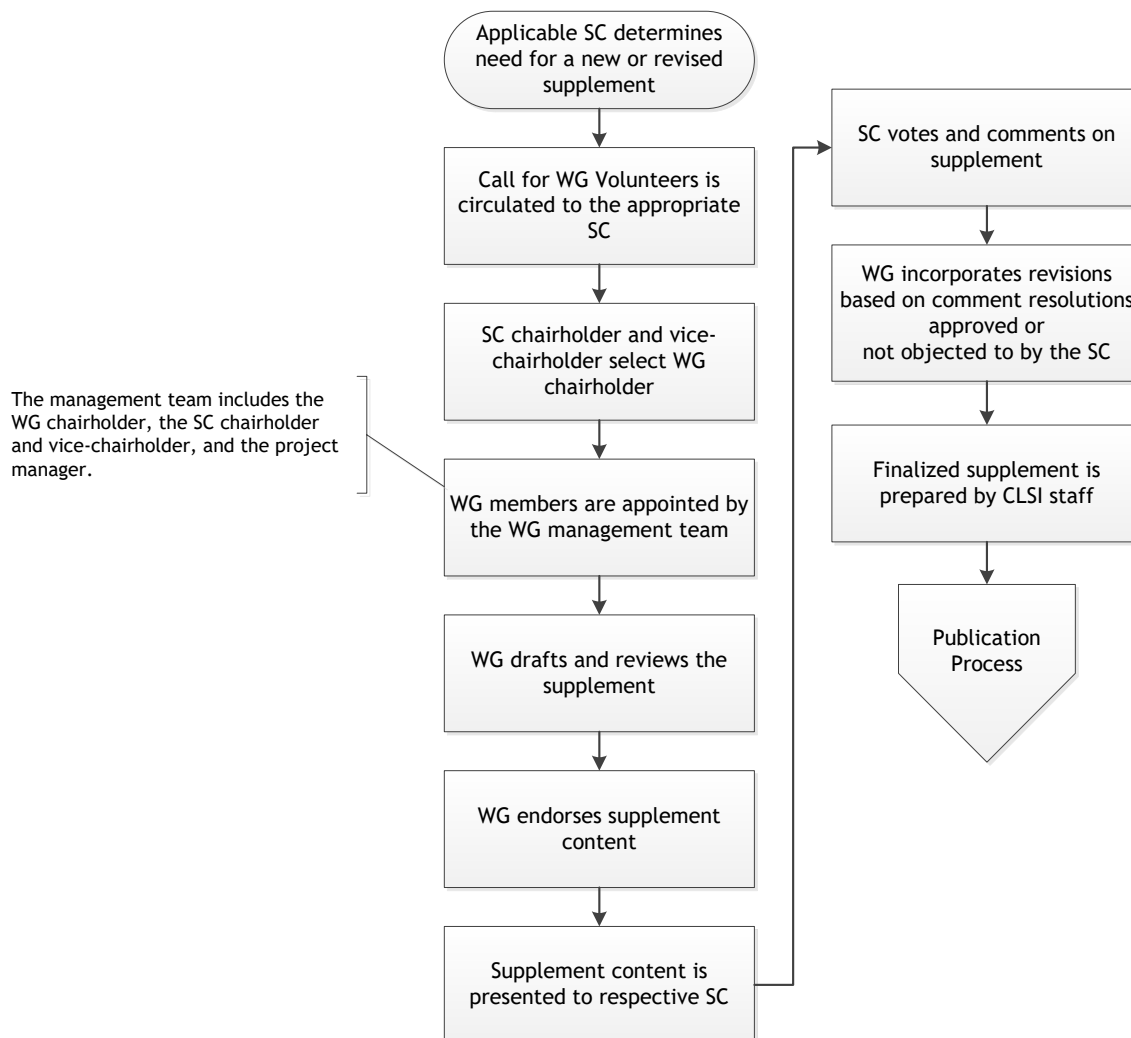 Applicable SC determines
need for a new or revised
supplement
Call for WG Volunteers is
circulated to the appropriate
SC
SC chairholder and vice-
chairholder select WG
chairholder
The management team includes the
WG chairholder, the SC chairholder
and vice-chairholder, and the project
manager.
WG members are appointed by
the WG management team
WG drafts and reviews the
supplement
WG endorses supplement
content
Supplement content is
presented to respective SC
SC votes and comments on
supplement
WG incorporates revisions
based on comment resolutions
approved or
not objected to by the SC
Finalized supplement is
prepared by CLSI staff
Publication
Process